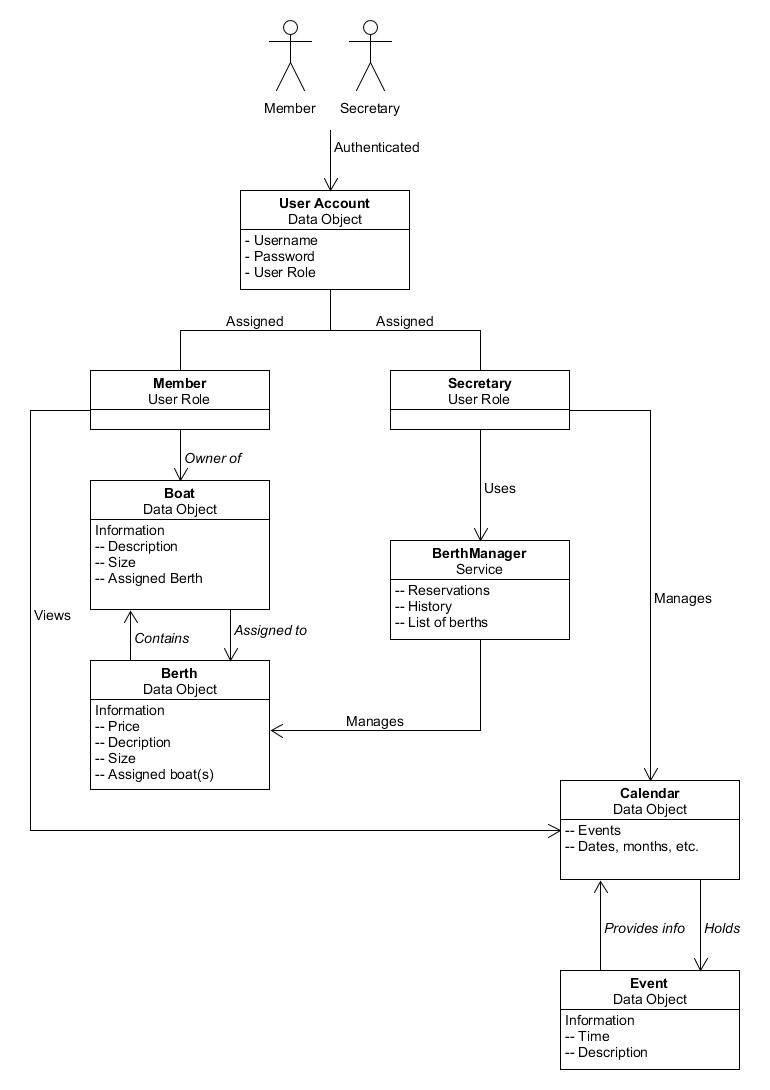 Member
Secretary
Authenticated
User Account
Data Object
- Username
- Password
- User Role
Assigned
Assigned
Member
User Role
Secretary
User Role
Owner of
Uses
Boat
Data Object
Information
-- Description
-- Size
-- Assigned Berth
BerthManager
Service
-- Reservations
-- History
-- List of berths
Views
Manages
Contains
Assigned to
Berth
Data Object
Information
-- Price
-- Decription
-- Size
-- Assigned boat(s)
Manages
Calendar
Data Object
-- Events
-- Dates, months, etc.
Provides info
Holds
Event
Data Object
Information
-- Time
-- Description